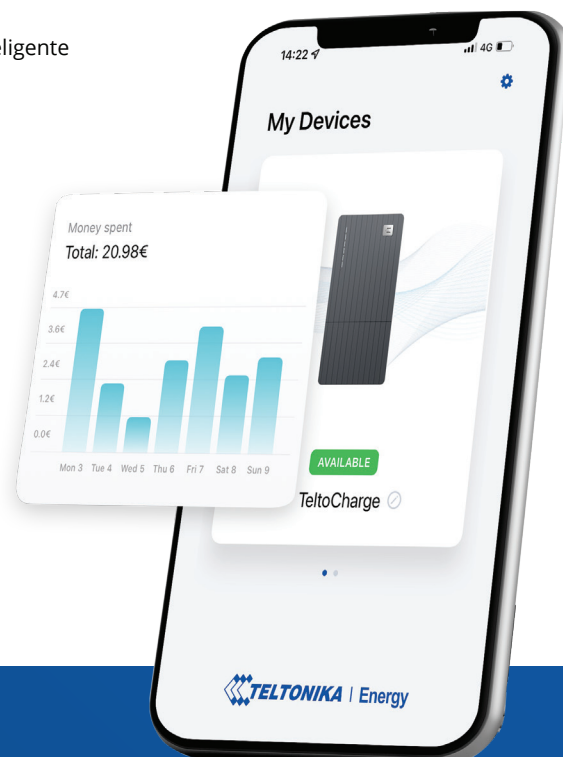 14:22
4G
My Devices
Money spent
Total: 20.98€
4.7€
3.6€
2.4€
1.2€
0.0€
Mon 3 Tue 4 Wed 5 Thu 6 Fri 7 Sat 8 Sun 9
AVAILABLE
TeltoCharge
TELTONIKA | Energy